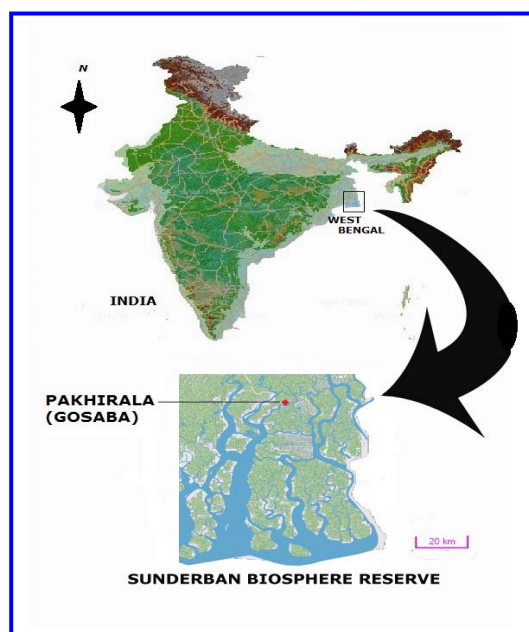 N
WEST
BENGAL
INDIA
PAKHIRALA
(GOSABA)
20 km
SUNDERBAN BIOSPHERE RESERVE